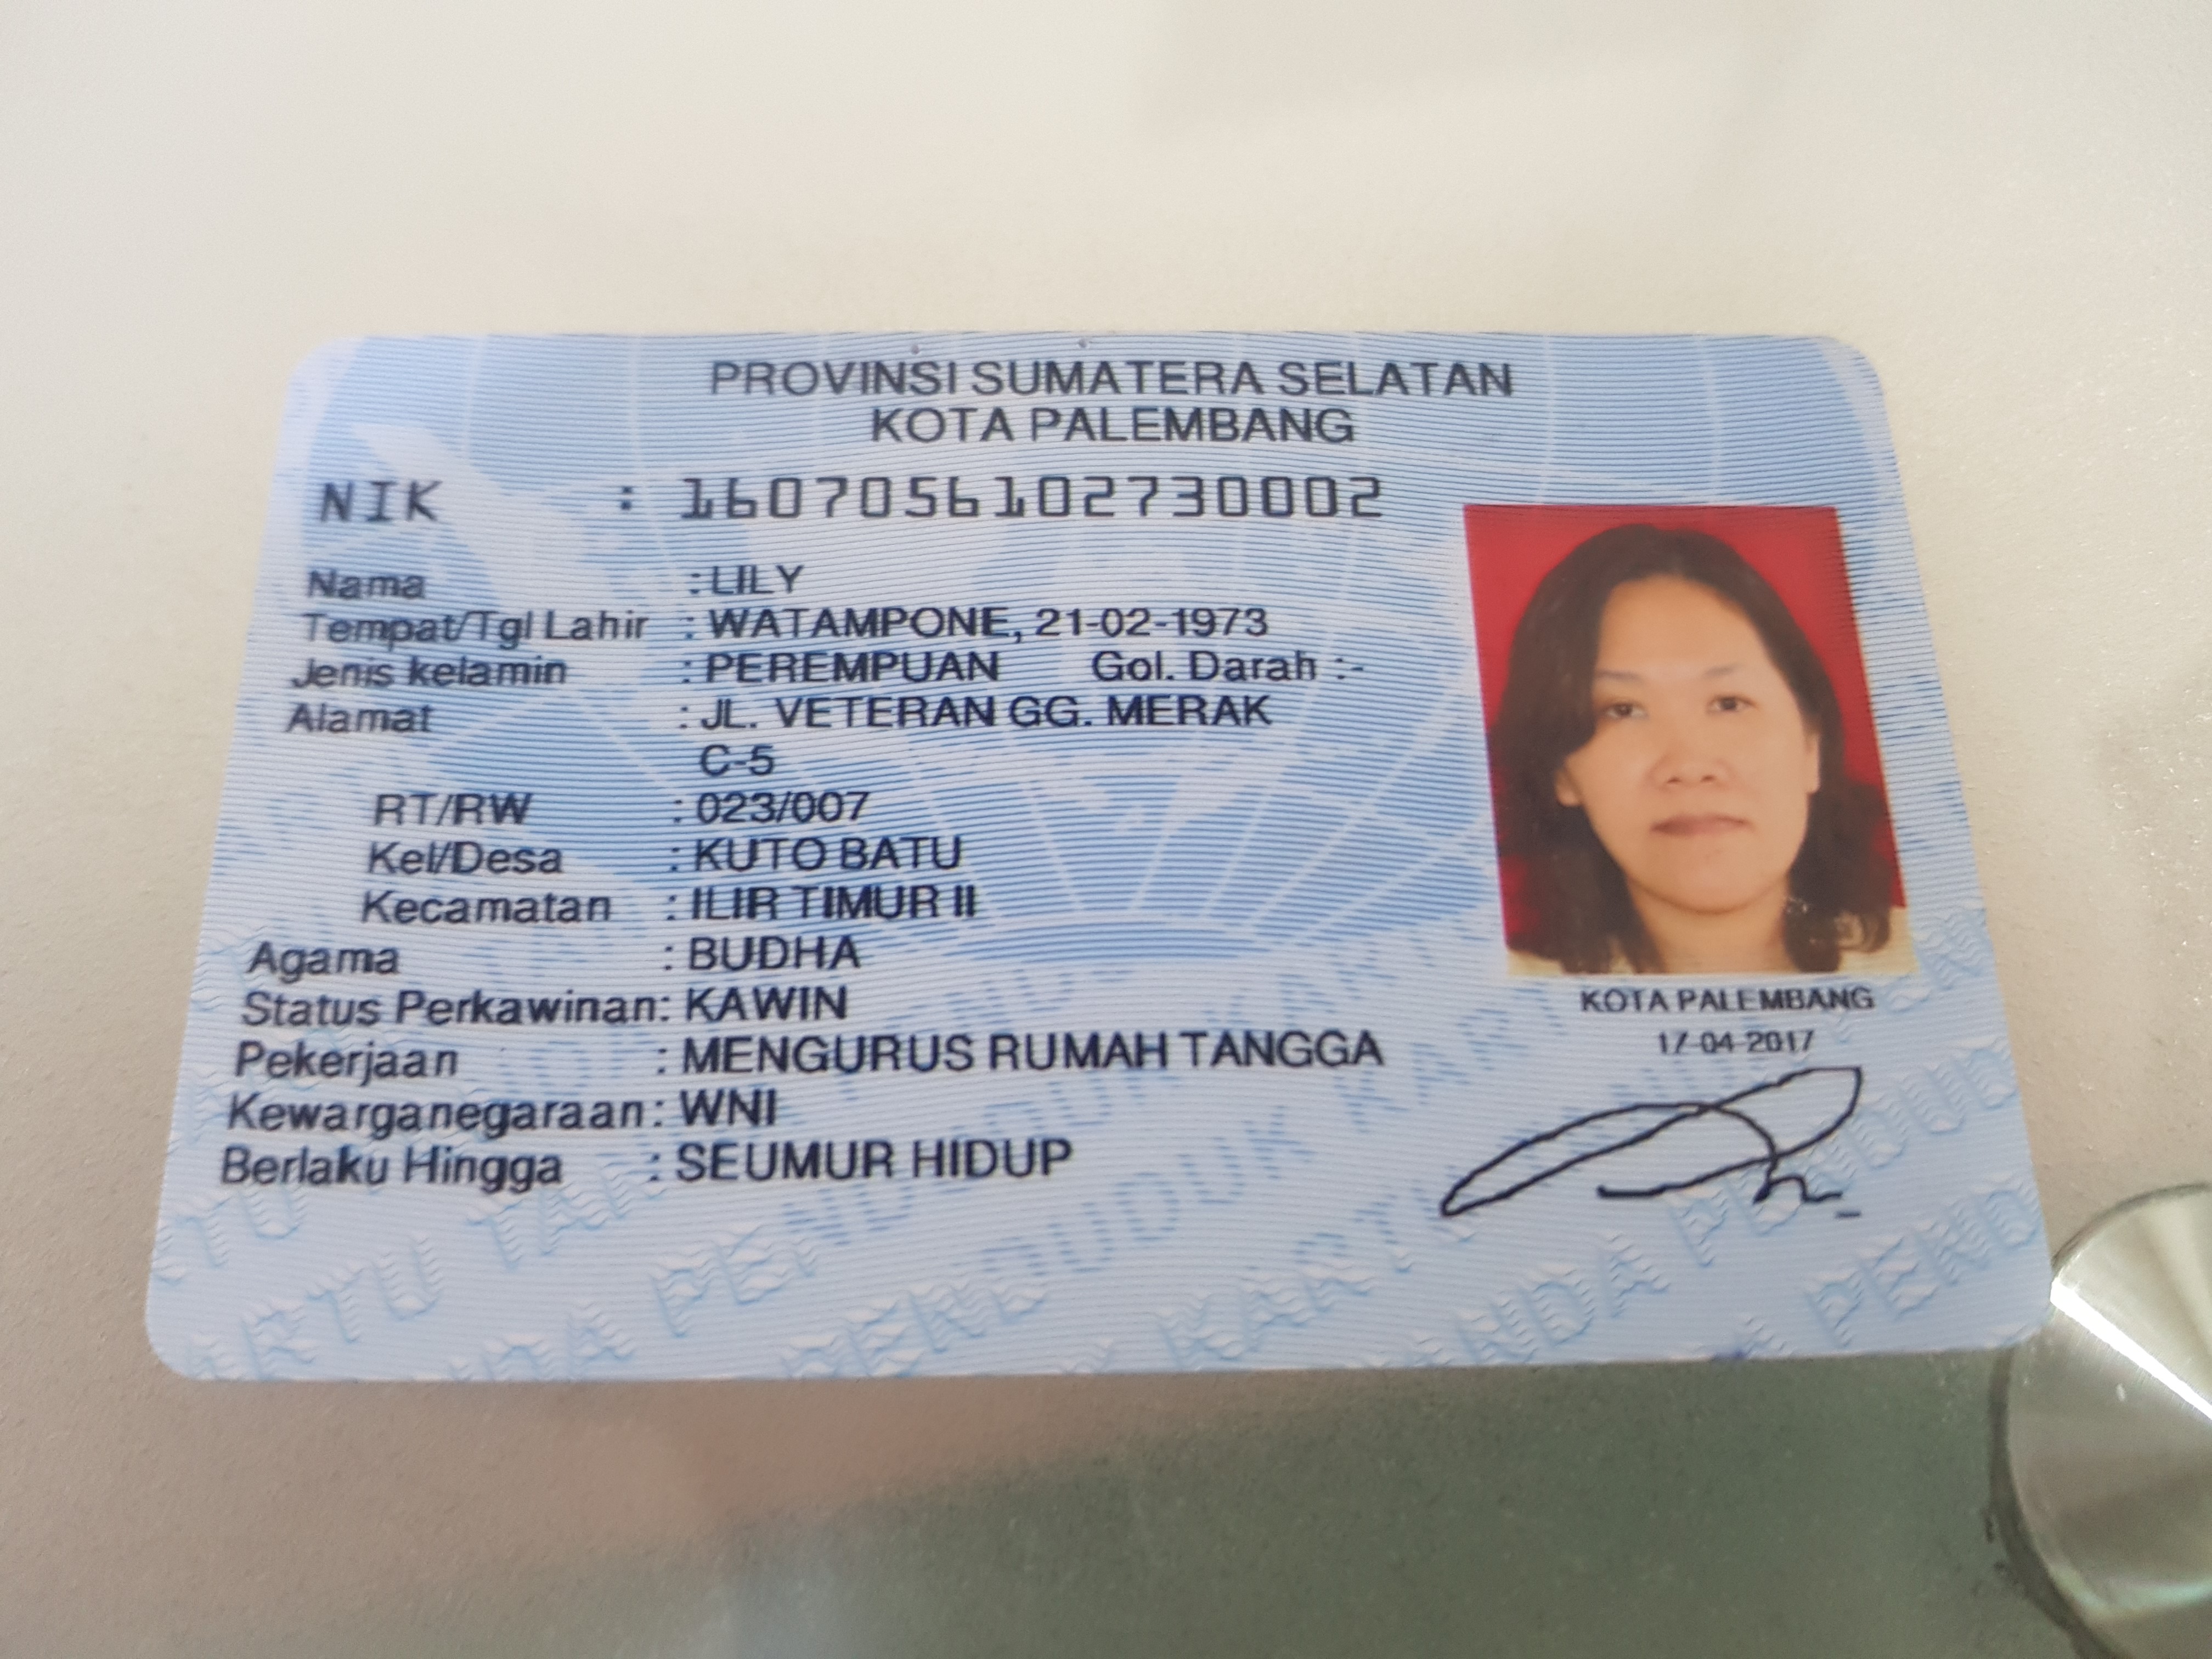 PROVINSI SUMATERA SELATAN
KOTA PALEMBANG
NIK : 1607056102730002
Nama : LILY
Tempat/Tgl Lahir : WATAMPONE, 21-02-1973
Jenis kelamin : PEREMPUAN Gol. Darah : -
Alamat : JL. VETERAN GG. MERAK
C-5
RT/RW : 023/007
Kel/Desa : KUTO BATU
Kecamatan : ILIR TIMUR II
Agama : BUDHA
Status Perkawinan: KAWIN
Pekerjaan : MENGURUS RUMAH TANGGA
Kewarganegaraan: WNI
Berlaku Hingga : SEUMUR HIDUP
KOTA PALEMBANG
17-04-2017